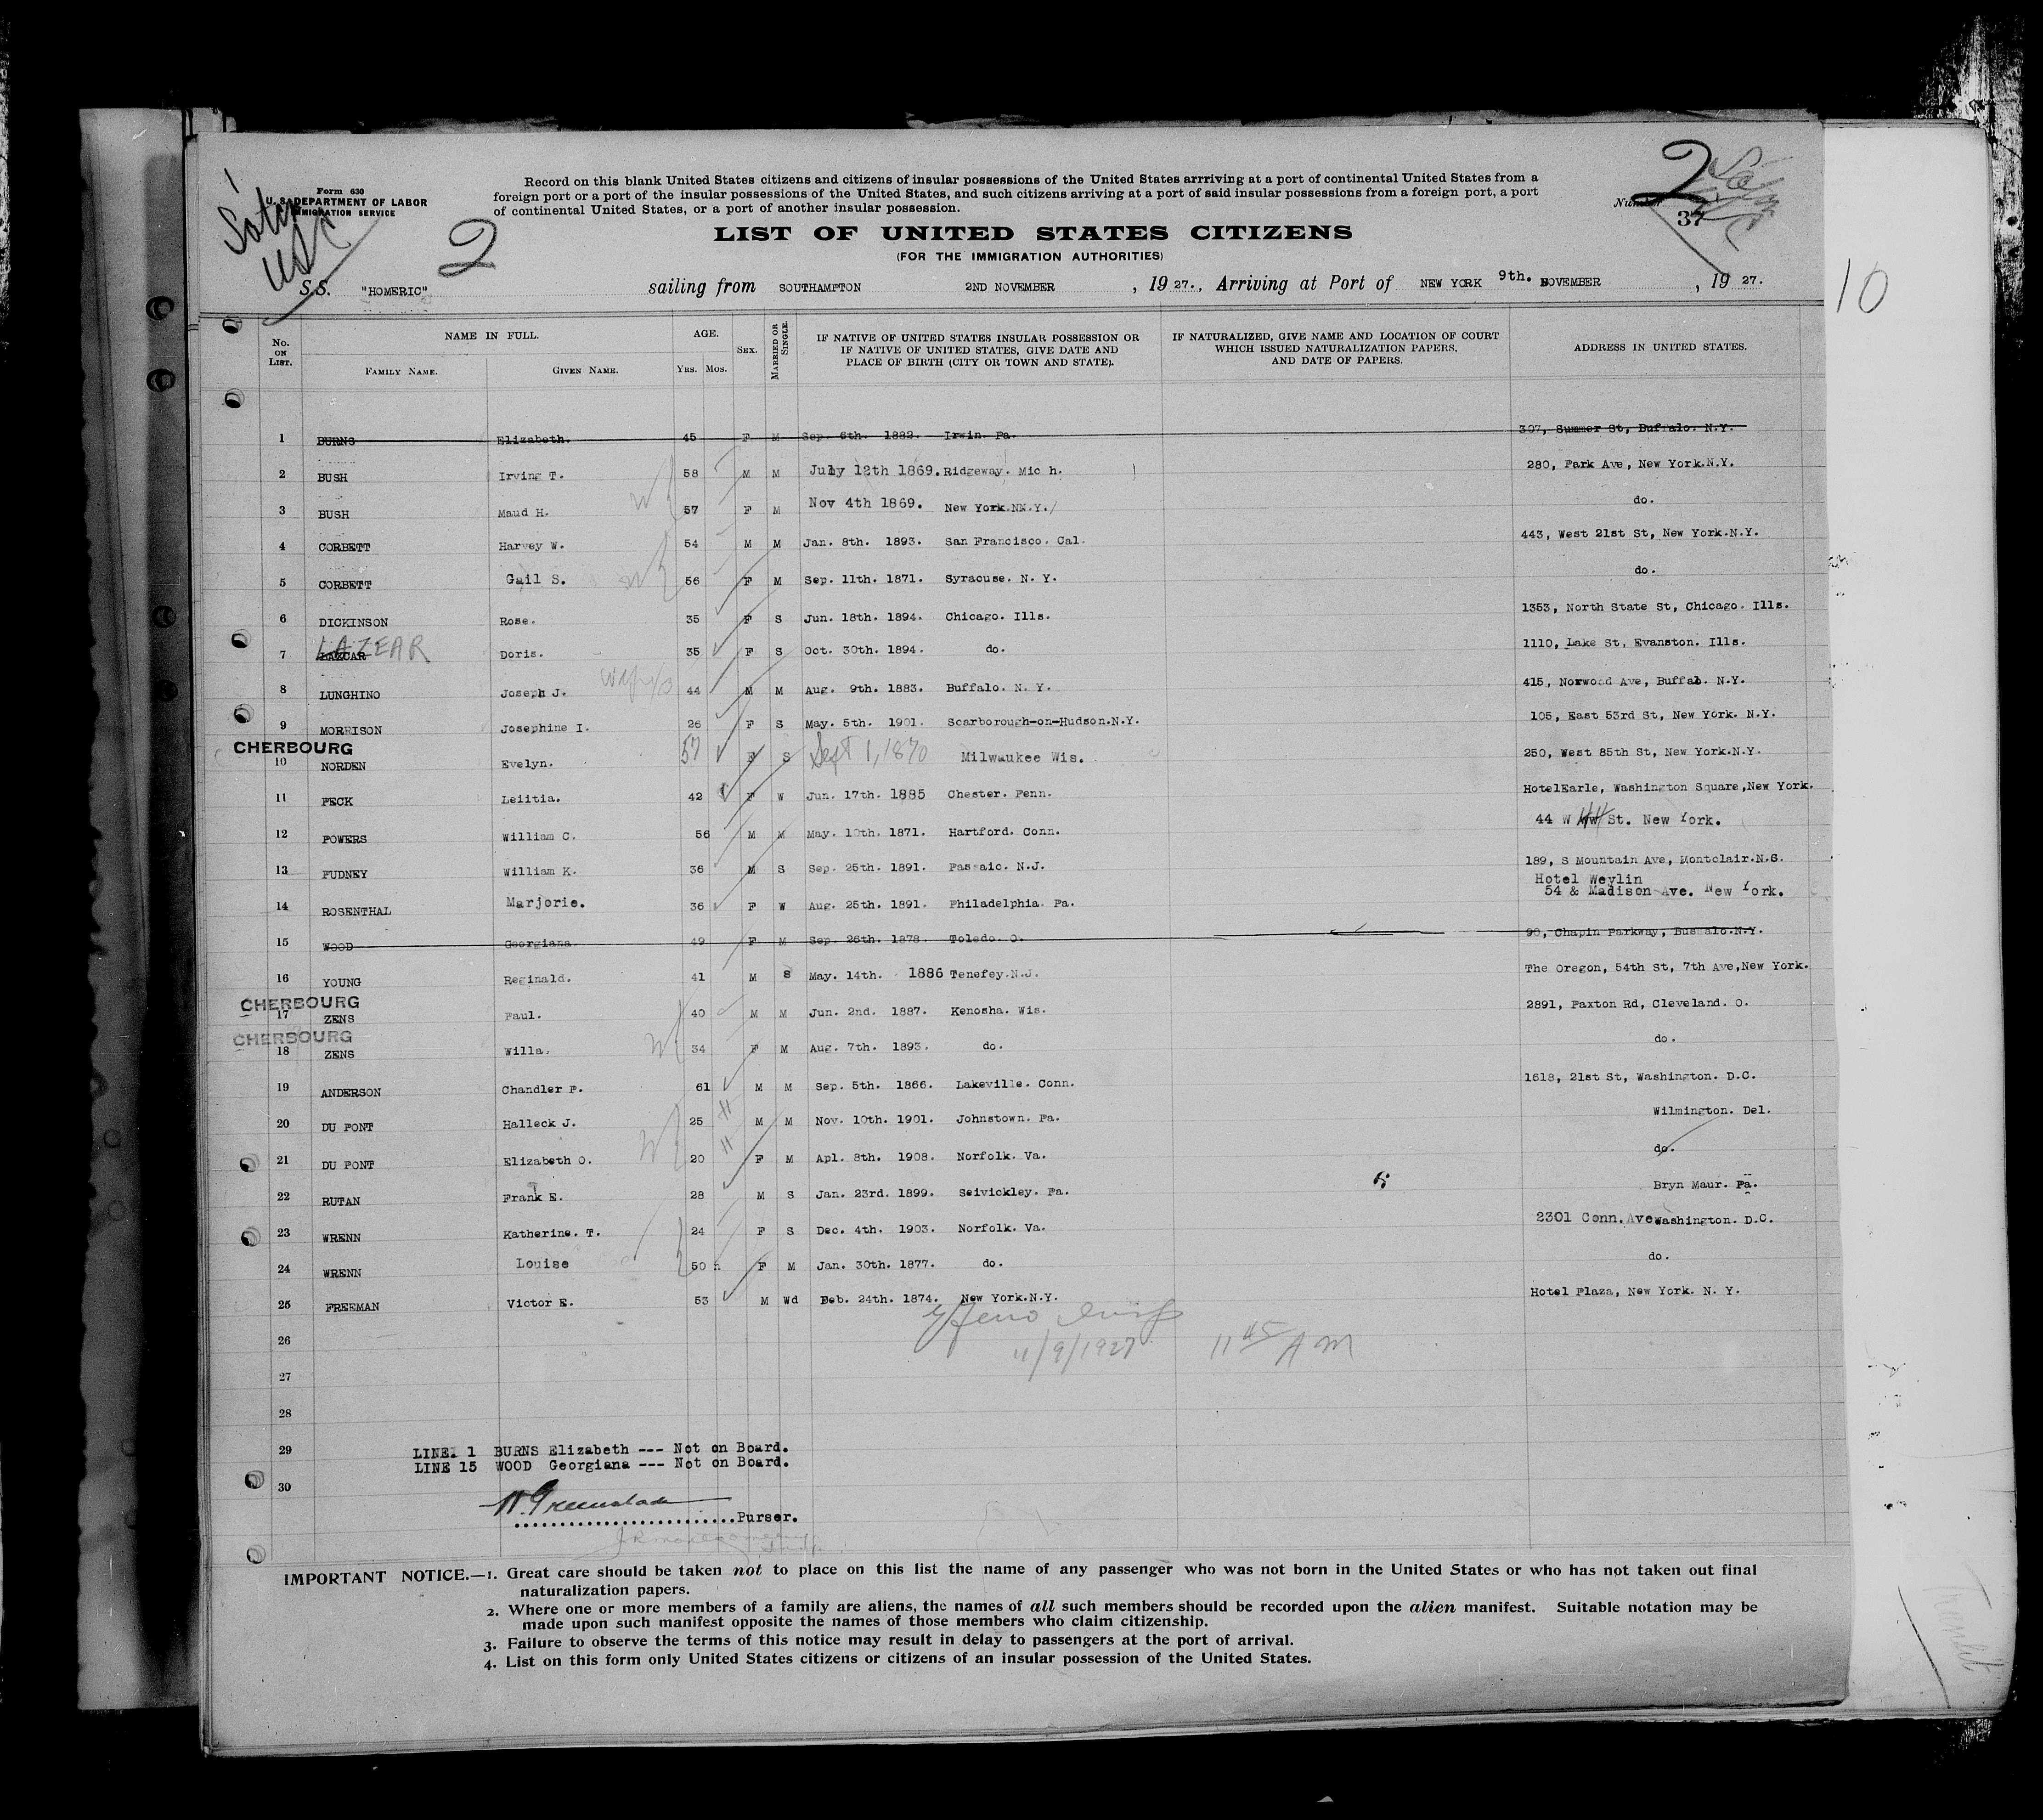 Form 630
U. S. DEPARTMENT OF LABOR
IMMIGRATION SERVICE
Record on this blank United States citizens and citizens of insular possessions of the United States arrriving at a port of continental United States from a
foreign port or a port of the insular possessions of the United States, and such citizens arriving at a port of said insular possessions from a foreign port, a port
of continental United States, or a port of another insular possession.
2
2
Number
37
LIST OF UNITED STATES CITIZENS
(FOR THE IMMIGRATION AUTHORITIES)
10
S.S. "HOMERIC" sailing from SOUTHAMPTON 2ND NOVEMBER , 19 27., Arriving at Port of NEW YORK 9th. NOVEMBER , 19 27.
No. ON LIST. NAME IN FULL. FAMILY NAME. GIVEN NAME. AGE. YRS. MOS. SEX. MARRIED OR SINGLE. IF NATIVE OF UNITED STATES INSULAR POSSESSION OR IF NATIVE OF UNITED STATES, GIVE DATE AND PLACE OF BIRTH (CITY OR TOWN AND STATE). IF NATURALIZED, GIVE NAME AND LOCATION OF COURT WHICH ISSUED NATURALIZATION PAPERS, AND DATE OF PAPERS. ADDRESS IN UNITED STATES.
1 BURNS Elizabeth. 45 F M Sep. 6th. 1882. Irwin. Pa. 307, Summer St, Buffalo. N.Y.
2 BUSH Irving T. 58 M M July 12th 1869. Ridgeway. Mic h. 280, Park Ave, New York.N.Y.
3 BUSH Maud H. 57 F M Nov 4th 1869. New York.NN.Y. do.
4 CORBETT Harvey W. 54 M M Jan. 8th. 1893. San Francisco. Cal. 443, West 21st St, New York.N.Y.
5 CORBETT Gail S. 56 F M Sep. 11th. 1871. Syracuse. N. Y. do.
6 DICKINSON Rose. 35 F S Jun. 18th. 1894. Chicago. Ills. 1353, North State St, Chicago. Ills.
7 LAZCAR LAZEAR Doris. 35 F S Oct. 30th. 1894. do. 1110, Lake St, Evanston. Ills.
8 LUNGHINO Joseph J. 44 M M Aug. 9th. 1883. Buffalo. N. Y. 415, Norwood Ave, Buffalo. N.Y.
9 MORRISON Josephine I. 26 F S May. 5th. 1901. Scarborough-on-Hudson.N.Y. 105, East 53rd St, New York. N.Y.
CHERBOURG
10 NORDEN Evelyn. 57 F S Sept 1, 1870 Milwaukee Wis. 250, West 85th St, New York.N.Y.
11 PECK Leiitia. 42 F W Jun. 17th. 1885 Chester. Penn. HotelEarle, Washington Square,New York.
12 POWERS William C. 56 M M May. 10th. 1871. Hartford. Conn. 44 W 44 St. New York.
13 PUDNEY William K. 36 M S Sep. 25th. 1891. Passaic. N.J. 189, S Mountain Ave, Montclair.N.S.
14 ROSENTHAL Marjorie. 36 F W Aug. 25th. 1891. Philadelphia. Pa. Hotel Weylin 54 & Madison Ave. New York.
15 WOOD Georgiana 49 F M Sep. 26th. 1878. Toledo. O. 90, Chapin Parkway, Bus alo.N.Y.
16 YOUNG Reginald. 41 M S May. 14th. 1886 Tenefey.N.J. The Oregon, 54th St, 7th Ave,New York.
CHERBOURG
17 ZENS Paul. 40 M M Jun. 2nd. 1887. Kenosha. Wis. 2891, Paxton Rd, Cleveland. O.
CHERBOURG
18 ZENS Willa. 34 F M Aug. 7th. 1893. do. do.
19 ANDERSON Chandler P. 61 M M Sep. 5th. 1866. Lakeville. Conn. 1618, 21st St, Washington. D.C.
20 DU PONT Halleck J. 25 M M Nov. 10th. 1901. Johnstown. Pa. Wilmington. Del.
21 DU PONT Elizabeth O. 20 F M Apl. 8th. 1908. Norfolk. Va. do.
22 RUTAN Frank E. 28 M S Jan. 23rd. 1899. Seivickley. Pa. Bryn Maur. Pa.
23 WRENN Katherine. T. 24 F S Dec. 4th. 1903. Norfolk. Va. 2301 Conn.Ave Washington. D.C.
24 WRENN Louise 50 F M Jan. 30th. 1877. do. do.
25 FREEMAN Victor E. 53 M Wd Feb. 24th. 1874. New York.N.Y. Hotel Plaza, New York. N. Y.
26
11/9/1927 11 45 A M
27
28
29 LINE. 1 BURNS Elizabeth --- Not on Board.
LINE 15 WOOD Georgiana --- Not on Board.
30
.........................Purser.
IMPORTANT NOTICE.—1. Great care should be taken not to place on this list the name of any passenger who was not born in the United States or who has not taken out final
naturalization papers.
2. Where one or more members of a family are aliens, the names of all such members should be recorded upon the alien manifest. Suitable notation may be
made upon such manifest opposite the names of those members who claim citizenship.
3. Failure to observe the terms of this notice may result in delay to passengers at the port of arrival.
4. List on this form only United States citizens or citizens of an insular possession of the United States.